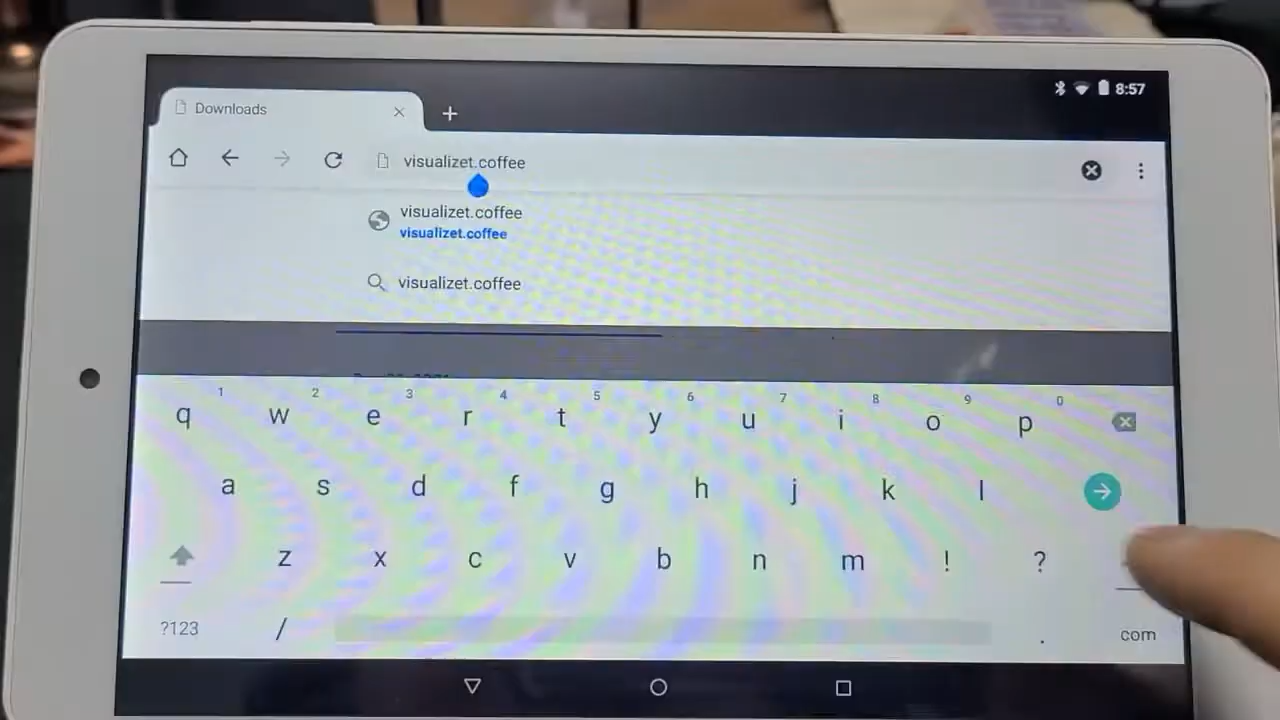 8:57
Downloads
visualizet.coffee
visualizet.coffee
visualizet.coffee
visualizet.coffee
1 2 3 4 5 6 7 8 9 0
q w e r t y u i o p
a s d f g h j k l
z x c v b n m ! ?
?123 / . com